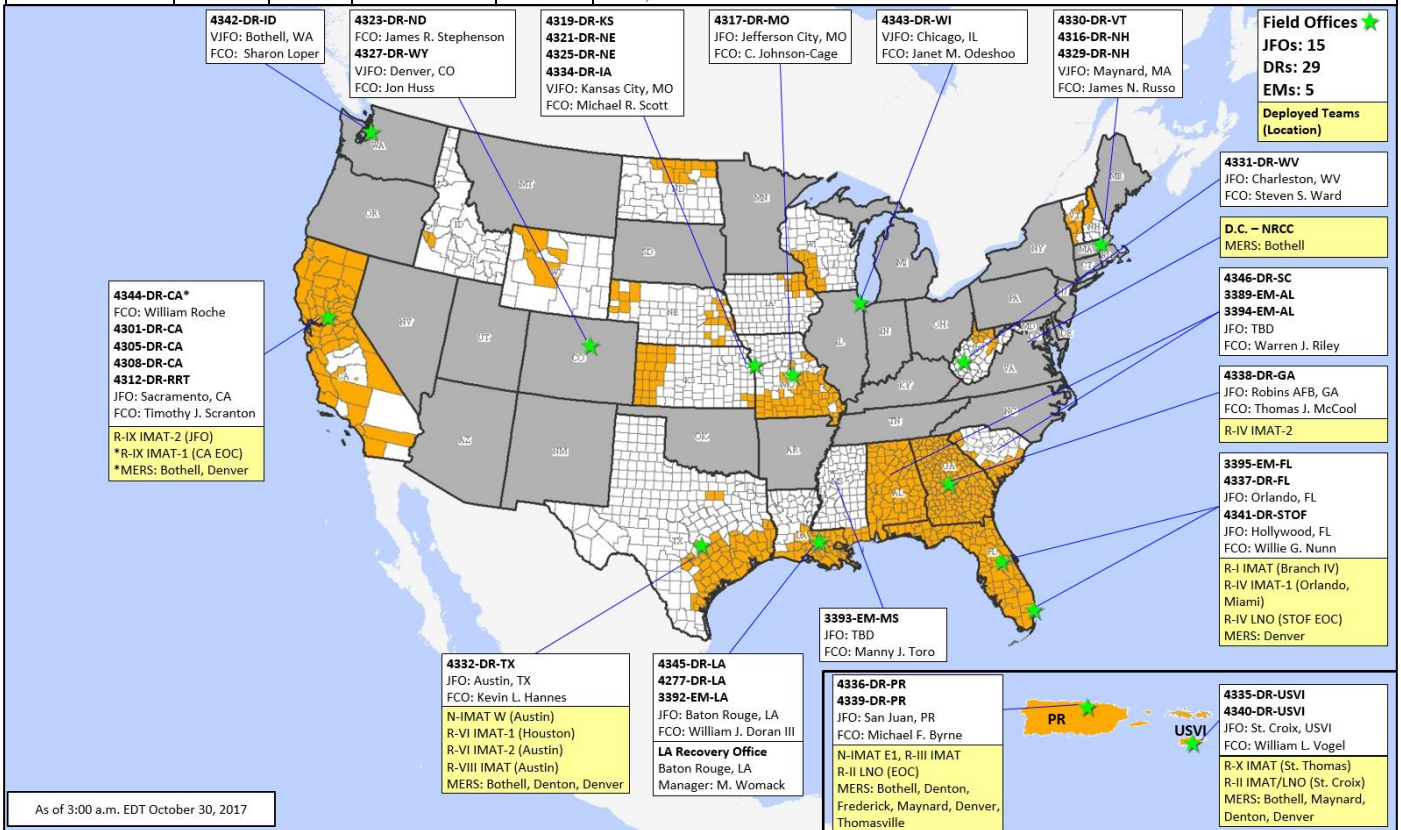 4342-DR-ID
VJFO: Bothell, WA
FCO: Sharon Loper
4323-DR-ND
FCO: James R. Stephenson
4327-DR-WY
VJFO: Denver, CO
FCO: Jon Huss
4319-DR-KS
4321-DR-NE
4325-DR-NE
4334-DR-IA
VJFO: Kansas City, MO
FCO: Michael R. Scott
4317-DR-MO
JFO: Jefferson City, MO
FCO: C. Johnson-Cage
4343-DR-WI
VJFO: Chicago, IL
FCO: Janet M. Odeshoo
4330-DR-VT
4316-DR-NH
4329-DR-NH
VJFO: Maynard, MA
FCO: James N. Russo
Field Offices
JFOs: 15
DRs: 29
EMs: 5
Deployed Teams
(Location)
4331-DR-WV
JFO: Charleston, WV
FCO: Steven S. Ward
D.C. – NRCC
MERS: Bothell
4346-DR-SC
3389-EM-AL
3394-EM-AL
JFO: TBD
FCO: Warren J. Riley
4338-DR-GA
JFO: Robins AFB, GA
FCO: Thomas J. McCool
R-IV IMAT-2
3395-EM-FL
4337-DR-FL
JFO: Orlando, FL
4341-DR-STOF
JFO: Hollywood, FL
FCO: Willie G. Nunn
R-I IMAT (Branch IV)
R-IV IMAT-1 (Orlando,
Miami)
R-IV LNO (STOF EOC)
MERS: Denver
4344-DR-CA*
FCO: William Roche
4301-DR-CA
4305-DR-CA
4308-DR-CA
4312-DR-RRT
JFO: Sacramento, CA
FCO: Timothy J. Scranton
R-IX IMAT-2 (JFO)
*R-IX IMAT-1 (CA EOC)
*MERS: Bothell, Denver
WA
MT
ND
MN
ME
OR
ID
SD
WI
MI
VT
NH
NY
MA
CT
RI
WY
NE
IA
PA
NV
UT
CO
KS
MO
IL
IN
OH
WV
VA
MD
DE
KY
CA
AZ
NM
OK
AR
TN
NC
TX
LA
AL
GA
FL
3393-EM-MS
JFO: TBD
FCO: Manny J. Toro
4332-DR-TX
JFO: Austin, TX
FCO: Kevin L. Hannes
N-IMAT W (Austin)
R-VI IMAT-1 (Houston)
R-VI IMAT-2 (Austin)
R-VIII IMAT (Austin)
MERS: Bothell, Denton, Denver
4345-DR-LA
4277-DR-LA
3392-EM-LA
JFO: Baton Rouge, LA
FCO: William J. Doran III
LA Recovery Office
Baton Rouge, LA
Manager: M. Womack
4336-DR-PR
4339-DR-PR
JFO: San Juan, PR
FCO: Michael F. Byrne
N-IMAT E1, R-III IMAT
R-II LNO (EOC)
MERS: Bothell, Denton,
Frederick, Maynard, Denver,
Thomasville
PR
USVI
4335-DR-USVI
4340-DR-USVI
JFO: St. Croix, USVI
FCO: William L. Vogel
R-X IMAT (St. Thomas)
R-II IMAT/LNO (St. Croix)
MERS: Bothell, Maynard,
Denton, Denver
As of 3:00 a.m. EDT October 30, 2017